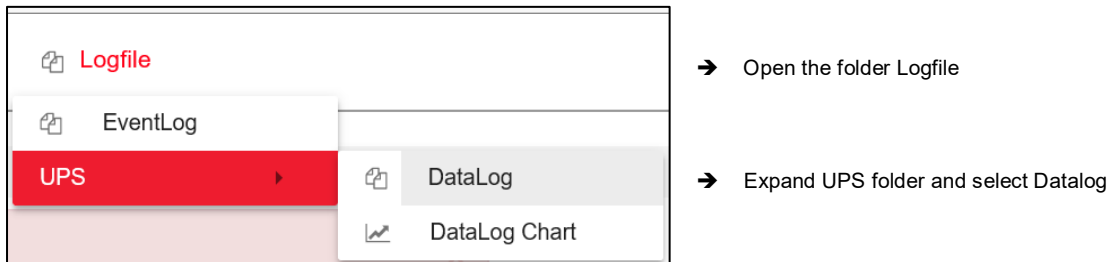 Logfile
➔ Open the folder Logfile
EventLog
UPS
DataLog
➔ Expand UPS folder and select Datalog
DataLog Chart